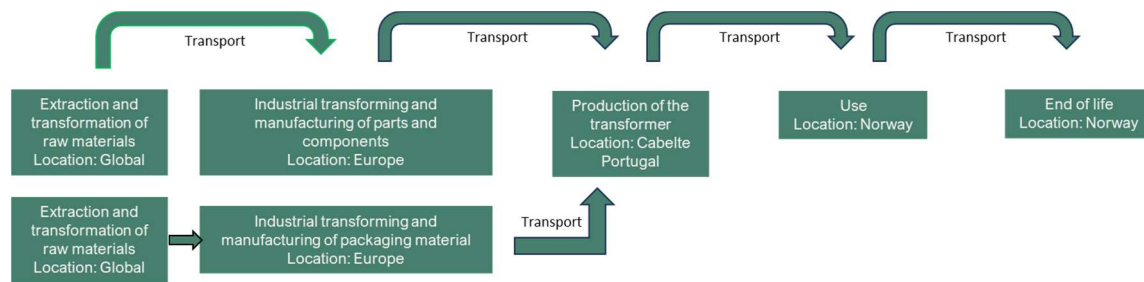 Transport
Transport
Transport
Transport
Extraction and
transformation of
raw materials
Location: Global
Industrial transforming and
manufacturing of parts and
components
Location: Europe
Production of the
transformer
Location: Cabelte
Portugal
Use
Location: Norway
End of life
Location: Norway
Extraction and
transformation of
raw materials
Location: Global
Industrial transforming and
manufacturing of packaging material
Location: Europe
Transport